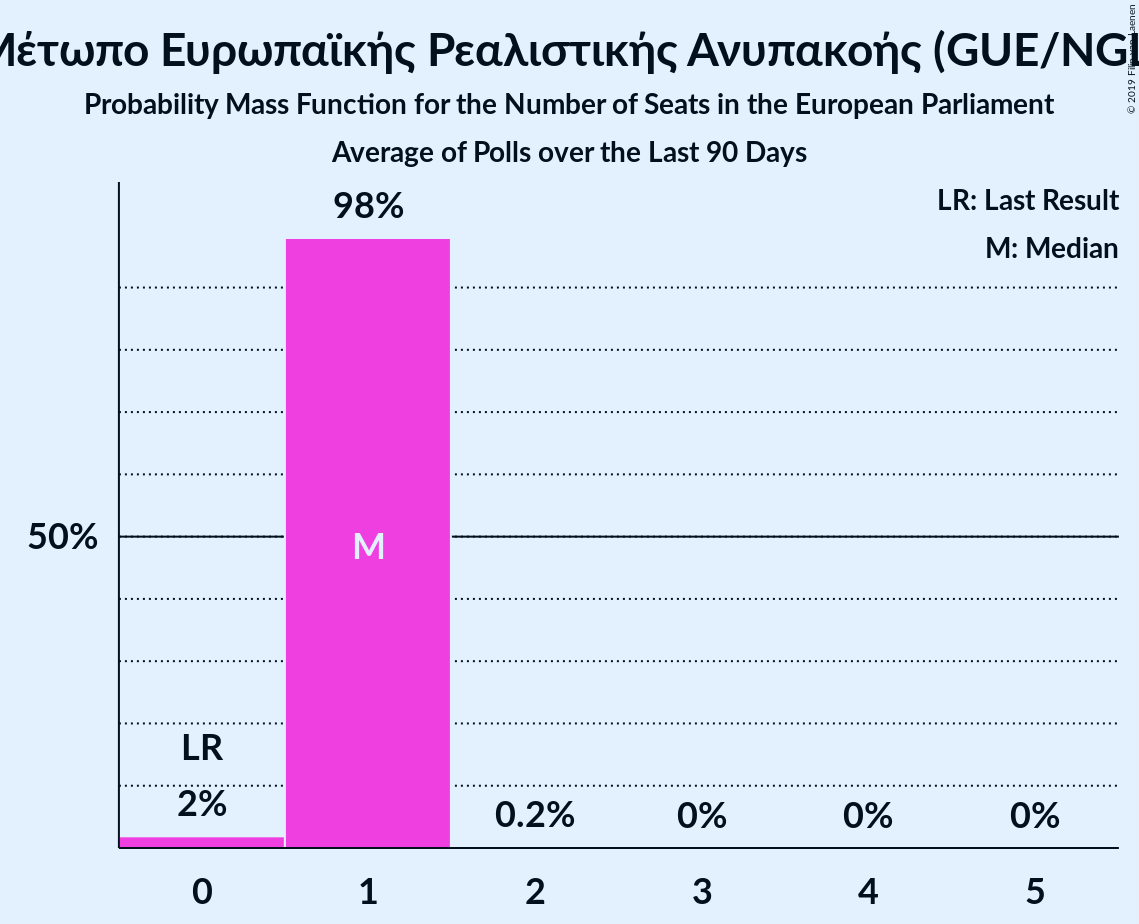 Μέτωπο Ευρωπαϊκής Ρεαλιστικής Ανυπακοής (GUE/NGL
Probability Mass Function for the Number of Seats in the European Parliament
Average of Polls over the Last 90 Days
© 2019 Filip van Laenen
LR: Last Result
M: Median
98%
50%
M
LR
2%
0.2%
0%
0%
0%
0 1 2 3 4 5